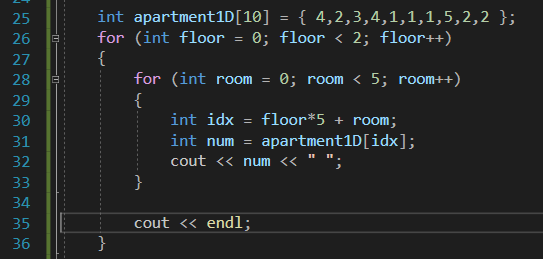 25 int apartment1D[10] = { 4,2,3,4,1,1,1,5,2,2 };
26 for (int floor = 0; floor < 2; floor++)
27 {
28 for (int room = 0; room < 5; room++)
29 {
30 int idx = floor*5 + room;
31 int num = apartment1D[idx];
32 cout << num << " ";
33 }
34
35 cout << endl;
36 }